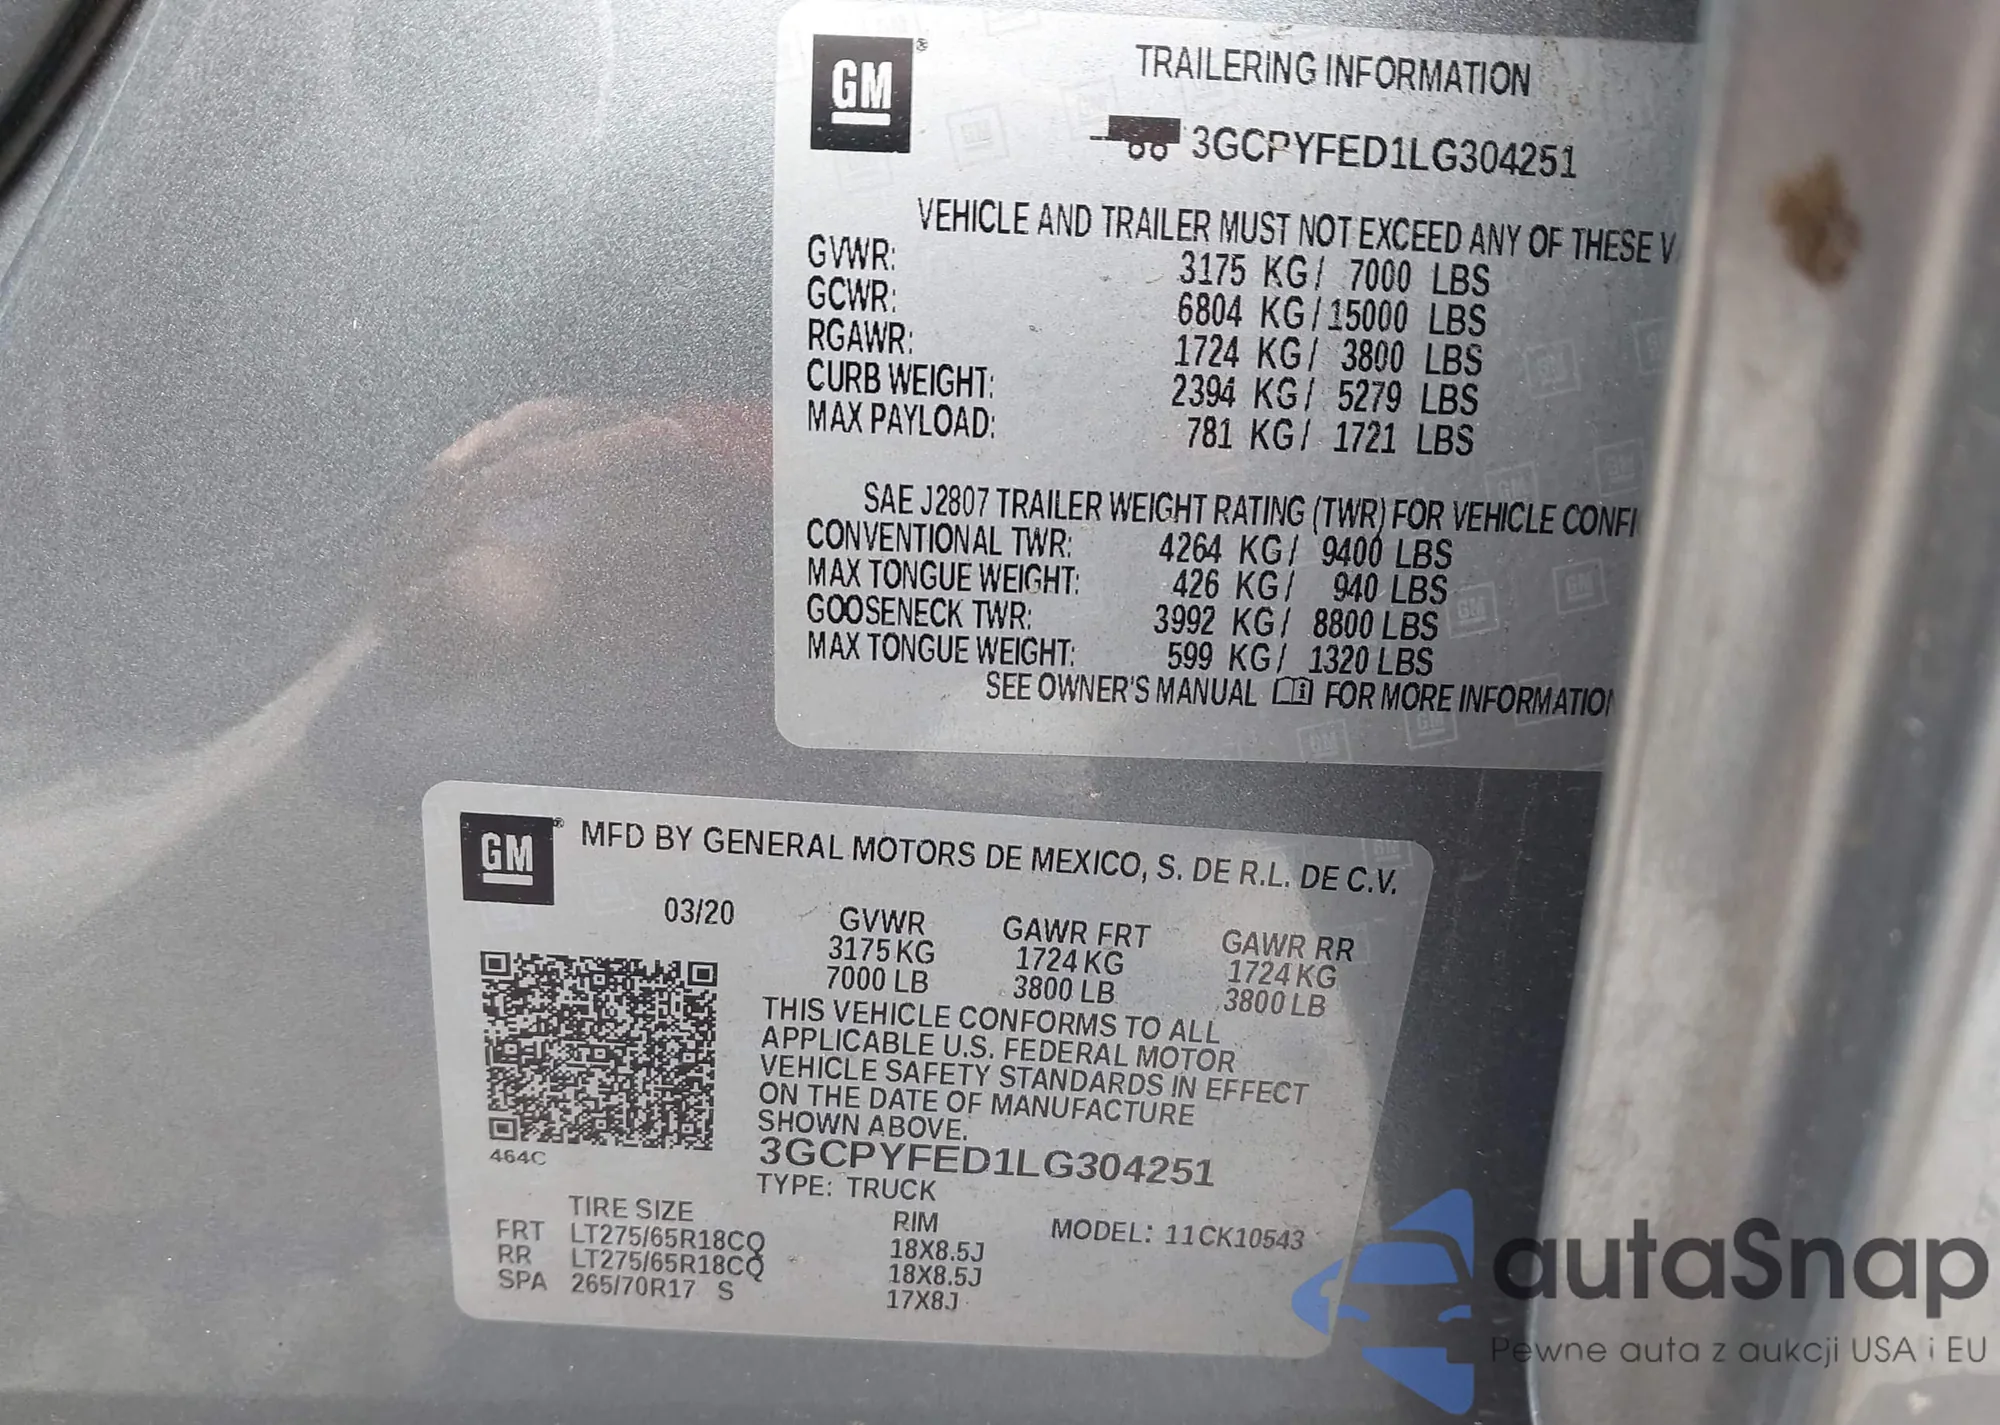 GM
TRAILERING INFORMATION
3GCPYFED1LG304251
VEHICLE AND TRAILER MUST NOT EXCEED ANY OF THESE
GVWR: 3175 KG/ 7000 LBS
GCWR: 6804 KG/15000 LBS
RGAWR: 1724 KG/ 3800 LBS
CURB WEIGHT: 2394 KG/ 5279 LBS
MAX PAYLOAD: 781 KG/ 1721 LBS
SAE J2807 TRAILER WEIGHT RATING (TWR) FOR VEHICLE CONFI
CONVENTIONAL TWR: 4264 KG/ 9400 LBS
MAX TONGUE WEIGHT: 426 KG/ 940 LBS
GOOSENECK TWR: 3992 KG/ 8800 LBS
MAX TONGUE WEIGHT: 599 KG/ 1320 LBS
SEE OWNER'S MANUAL FOR MORE INFORMATION
GM
MFD BY GENERAL MOTORS DE MEXICO, S. DE R.L. DE C.V.
03/20 GVWR GAWR FRT GAWR RR
3175 KG 1724 KG 1724 KG
7000 LB 3800 LB 3800 LB
THIS VEHICLE CONFORMS TO ALL
APPLICABLE U.S. FEDERAL MOTOR
VEHICLE SAFETY STANDARDS IN EFFECT
ON THE DATE OF MANUFACTURE
SHOWN ABOVE.
464C
3GCPYFED1LG304251
TYPE: TRUCK
TIRE SIZE RIM MODEL: 11CK10543
FRT LT275/65R18CQ 18X8.5J
RR LT275/65R18CQ 18X8.5J
SPA 265/70R17 S 17X8J
autoSnap
Pewne auta z aukcji USA i EU